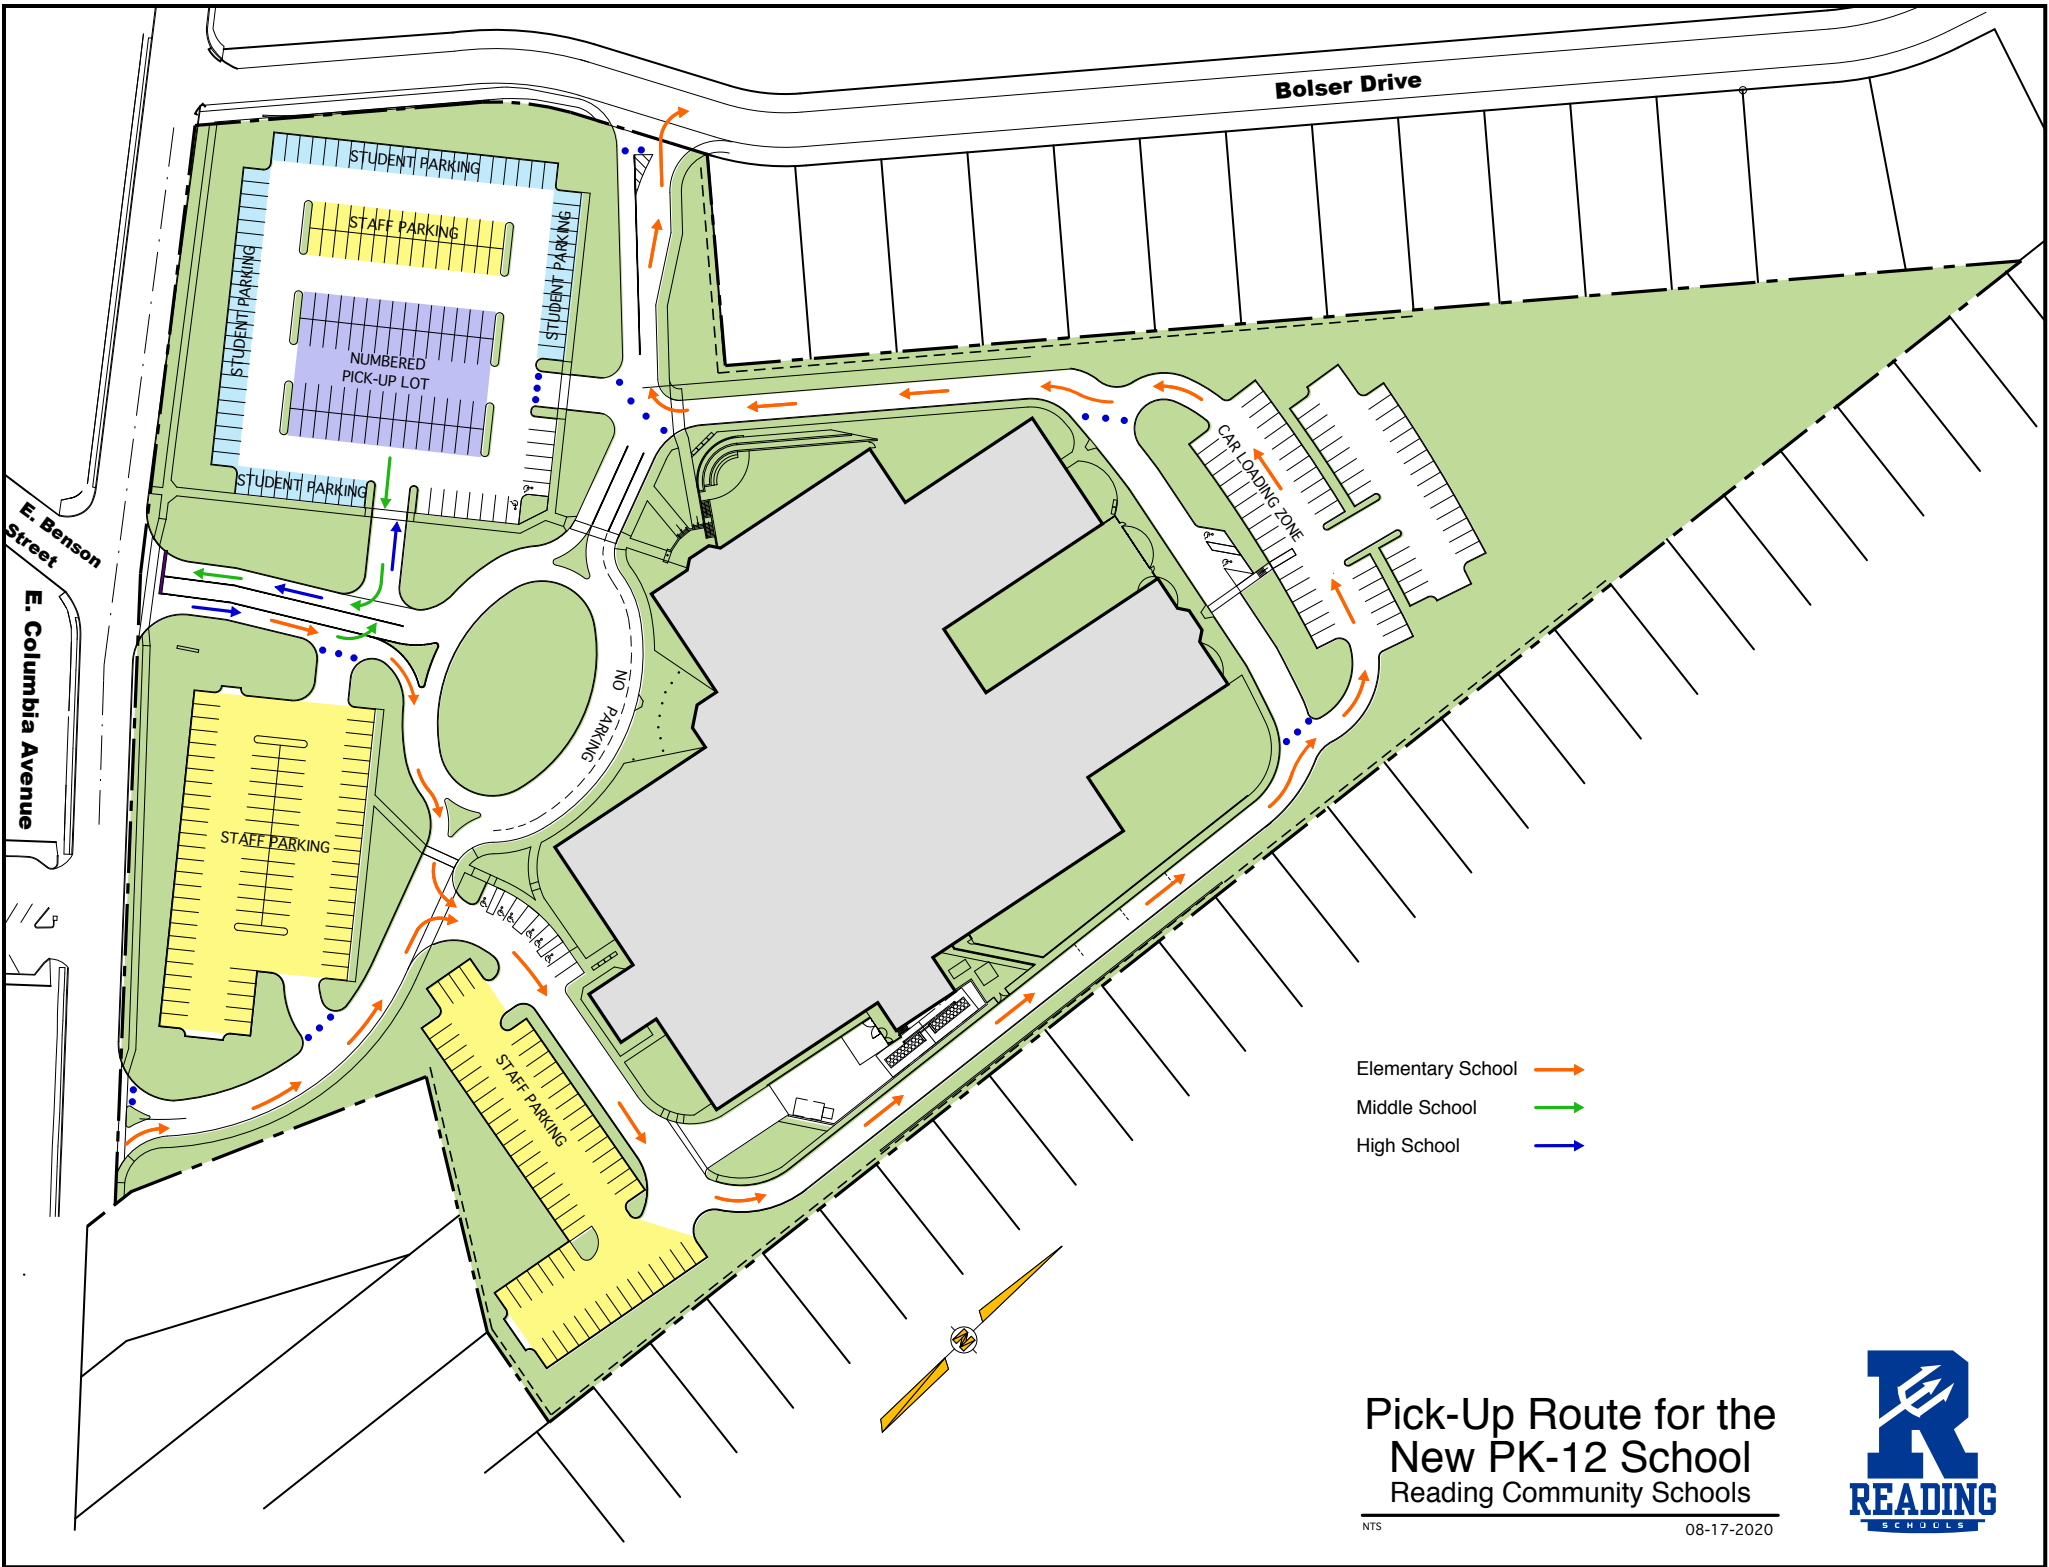 Bolser Drive
STUDENT PARKING
STAFF PARKING
STUDENT PARKING
STUDENT PARKING
NUMBERED
PICK-UP LOT
STUDENT PARKING
CAR LOADING ZONE
E. Benson
Street
E. Columbia Avenue
NO PARKING
STAFF PARKING
STAFF PARKING
Elementary School
Middle School
High School
N
Pick-Up Route for the
New PK-12 School
Reading Community Schools
NTS
08-17-2020
R
READING
SCHOOLS